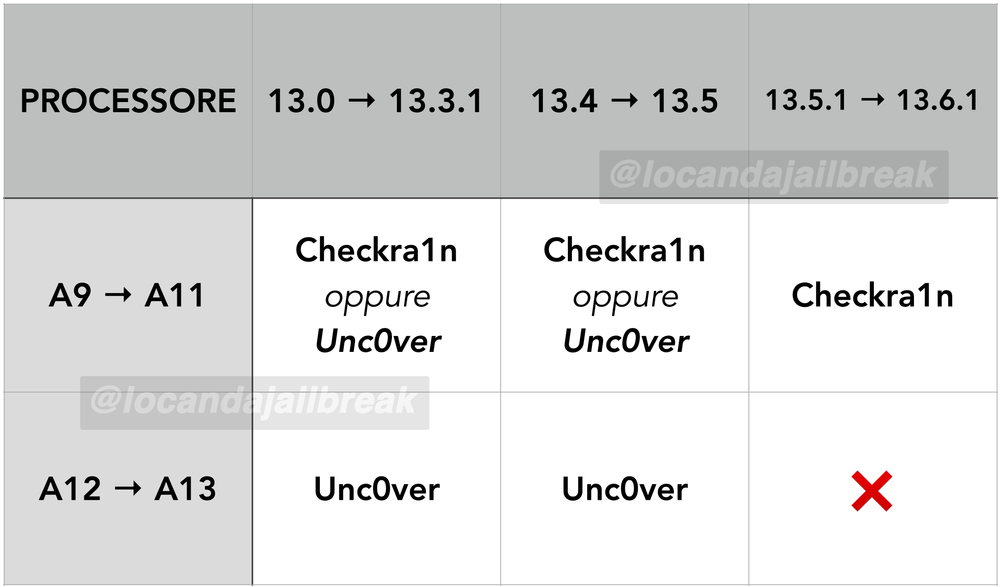 PROCESSORE 13.0 → 13.3.1 13.4 → 13.5 13.5.1 → 13.6.1
@locandajailbreak
A9 → A11
Checkra1n
oppure
Unc0ver
Checkra1n
oppure
Unc0ver
Checkra1n
@locandajailbreak
A12 → A13 Unc0ver Unc0ver ❌